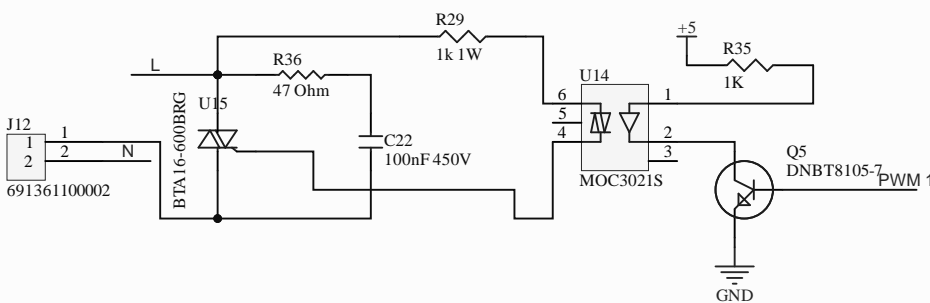 R29
1k 1W
+5
R35
1K
L
R36
47 Ohm
U14
U15
BTA16-600BRG
6
1
5
4
2
3
MOC3021S
J12
1
1
2
2
N
691361100002
C22
100nF 450V
Q5
DNBT8105-7
PWM 1
GND